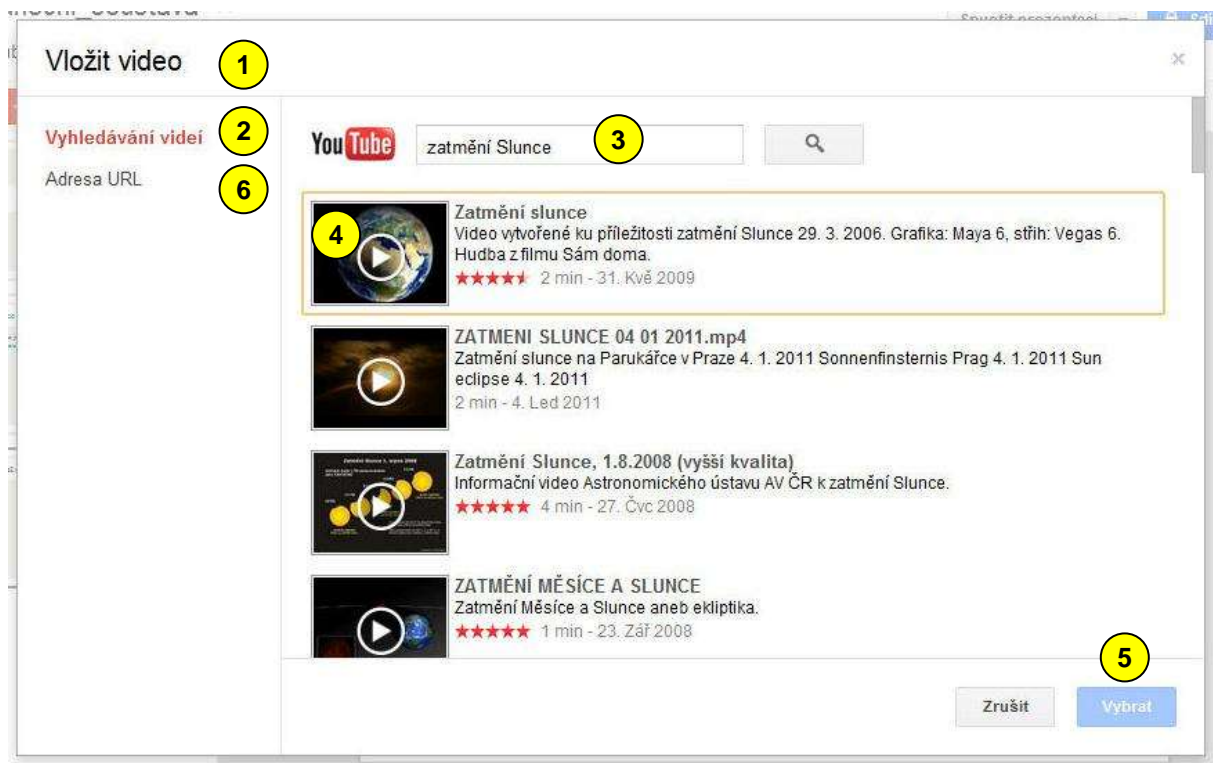 Spustit prezentaci
Vložit video
1
×
Vyhledávání videí
2
Adresa URL
6
YouTube
zatmění Slunce
3
4
Zatmění slunce
Video vytvořené ku příležitosti zatmění Slunce 29. 3. 2006. Grafika: Maya 6, střih: Vegas 6.
Hudba z filmu Sám doma.
2 min - 31. Kvě 2009
ZATMENI SLUNCE 04 01 2011.mp4
Zatmění slunce na Parukářce v Praze 4. 1. 2011 Sonnenfinsternis Prag 4. 1. 2011 Sun
eclipse 4. 1. 2011
2 min - 4. Led 2011
Zatmění Slunce, 1.8.2008 (vyšší kvalita)
Informační video Astronomického ústavu AV ČR k zatmění Slunce.
4 min - 27. Čvc 2008
ZATMĚNÍ MĚSÍCE A SLUNCE
Zatmění Měsíce a Slunce aneb ekliptika.
1 min - 23. Zář 2008
5
Zrušit
Vybrat